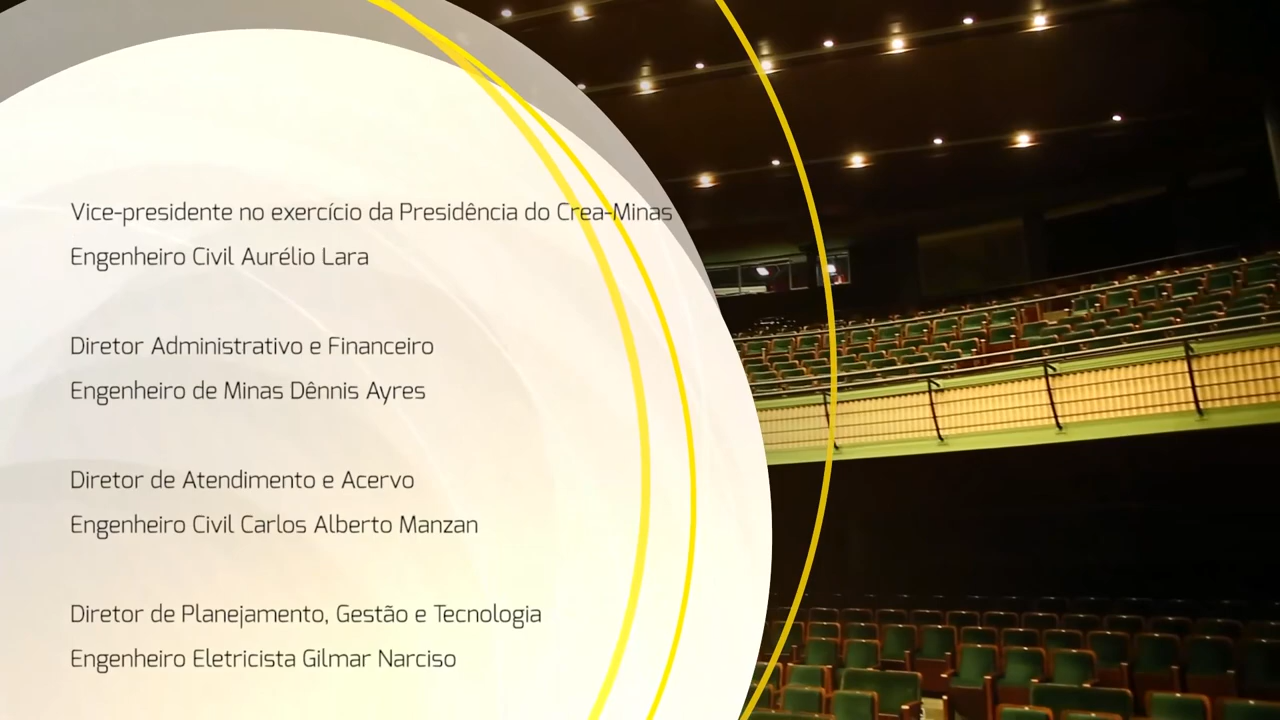 Vice-presidente no exercício da Presidência do Crea-Minas
Engenheiro Civil Aurélio Lara
Diretor Administrativo e Financeiro
Engenheiro de Minas Dênnis Ayres
Diretor de Atendimento e Acervo
Engenheiro Civil Carlos Alberto Manzan
Diretor de Planejamento, Gestão e Tecnologia
Engenheiro Eletricista Gilmar Narciso